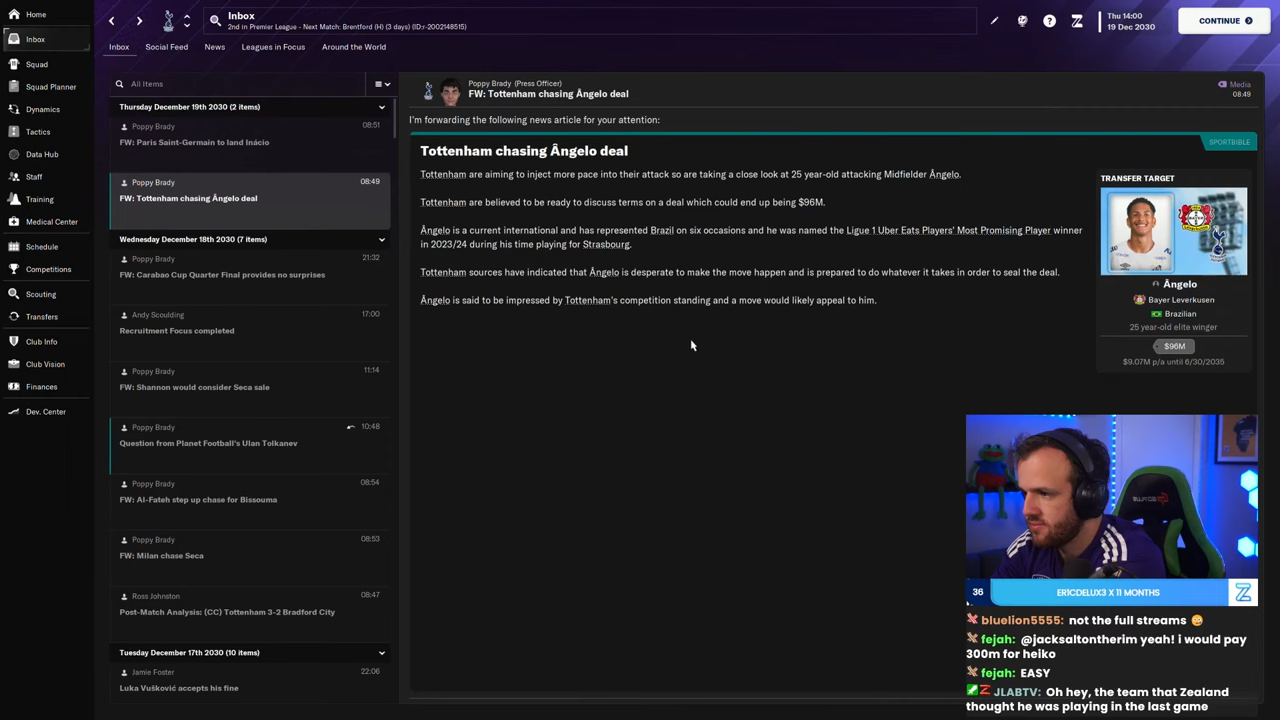 Home
Inbox
Squad
Squad Planner
Dynamics
Tactics
Data Hub
Staff
Training
Medical Center
Schedule
Competitions
Scouting
Transfers
Club Info
Club Vision
Finances
Dev. Center
Inbox
2nd in Premier League - Next Match: Brentford (H) (3 days) (ID:r-2002148515)
Thu 14:00
19 Dec 2030
CONTINUE
Inbox
Social Feed
News
Leagues in Focus
Around the World
All Items
Thursday December 19th 2030 (2 items)
Poppy Brady 08:51
FW: Paris Saint-Germain to land Inácio
Poppy Brady 08:49
FW: Tottenham chasing Ângelo deal
Wednesday December 18th 2030 (7 items)
Poppy Brady 21:32
FW: Carabao Cup Quarter Final provides no surprises
Andy Scoulding 17:00
Recruitment Focus completed
Poppy Brady 11:14
FW: Shannon would consider Seca sale
Poppy Brady 10:48
Question from Planet Football's Ulan Tolkanev
Poppy Brady 08:54
FW: Al-Fateh step up chase for Bissouma
Poppy Brady 08:53
FW: Milan chase Seca
Ross Johnston 08:47
Post-Match Analysis: (CC) Tottenham 3-2 Bradford City
Tuesday December 17th 2030 (10 items)
Jamie Foster 22:06
Luka Vušković accepts his fine
Poppy Brady (Press Officer)
FW: Tottenham chasing Ângelo deal
Media
08:49
I'm forwarding the following news article for your attention:
SPORTBIBLE
Tottenham chasing Ângelo deal
Tottenham are aiming to inject more pace into their attack so are taking a close look at 25 year-old attacking Midfielder Ângelo.
Tottenham are believed to be ready to discuss terms on a deal which could end up being $96M.
Ângelo is a current international and has represented Brazil on six occasions and he was named the Ligue 1 Uber Eats Players' Most Promising Player winner
in 2023/24 during his time playing for Strasbourg.
Tottenham sources have indicated that Ângelo is desperate to make the move happen and is prepared to do whatever it takes in order to seal the deal.
Ângelo is said to be impressed by Tottenham's competition standing and a move would likely appeal to him.
TRANSFER TARGET
Ângelo
Bayer Leverkusen
Brazilian
25 year-old elite winger
$96M
$9.07M p/a until 6/30/2035
36
ERICDELUX3 X 11 MONTHS
Z
bluelion5555: not the full streams
fejah: @jacksaltontherim yeah! i would pay
300m for heiko
fejah: EASY
JLABTV: Oh hey, the team that Zealand
thought he was playing in the last game